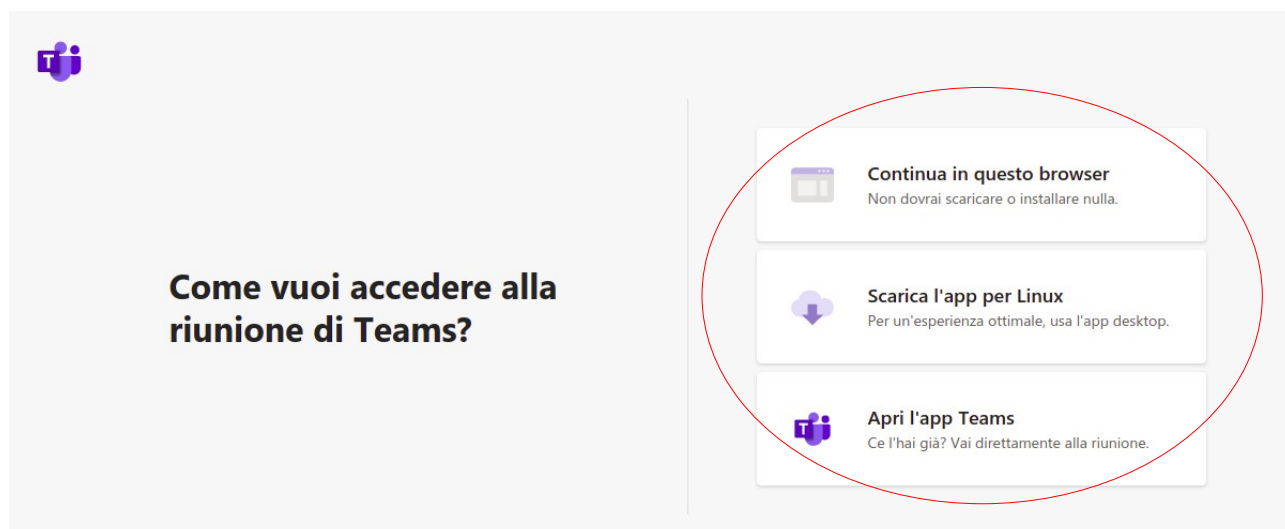 Come vuoi accedere alla
riunione di Teams?
Continua in questo browser
Non dovrai scaricare o installare nulla.
Scarica l'app per Linux
Per un'esperienza ottimale, usa l'app desktop.
Apri l'app Teams
Ce l'hai già? Vai direttamente alla riunione.